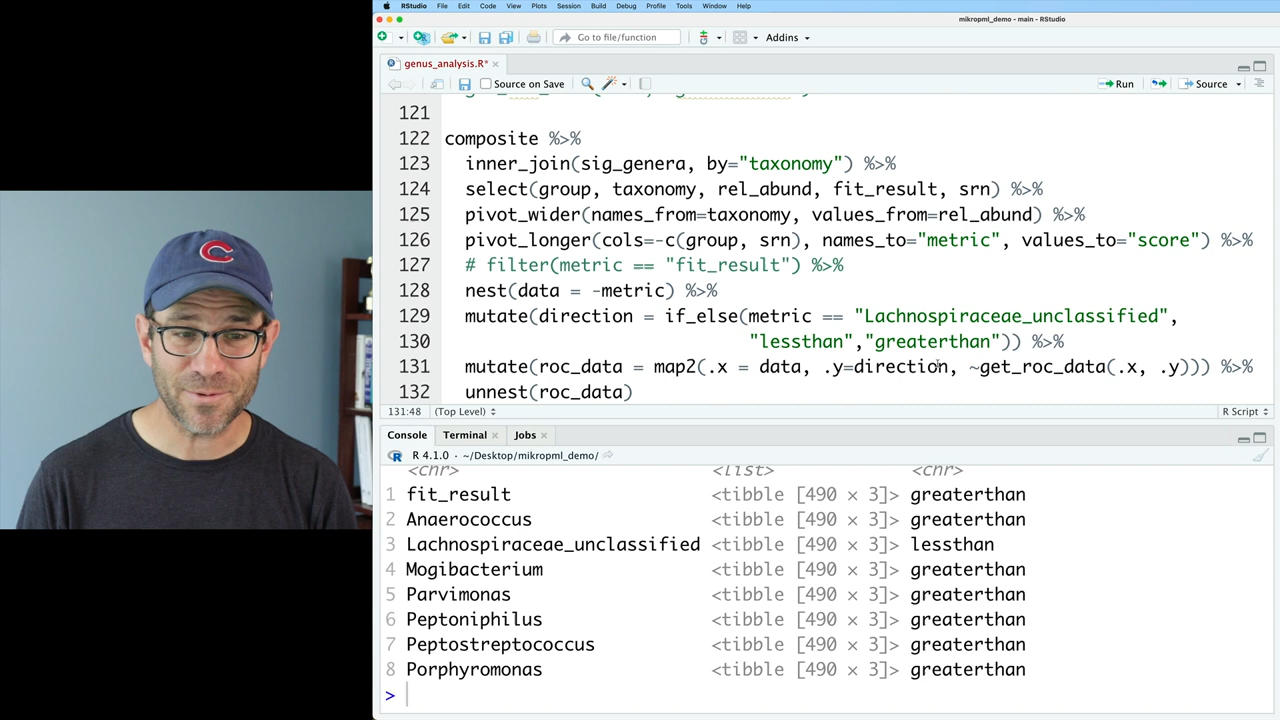 RStudio File Edit Code View Plots Session Build Debug Profile Tools Window Help
mikropml_demo - main - RStudio
Go to file/function Addins
genus_analysis.R*
Source on Save Run Source
121
122 composite %>%
123 inner_join(sig_genera, by="taxonomy") %>%
124 select(group, taxonomy, rel_abund, fit_result, srn) %>%
125 pivot_wider(names_from=taxonomy, values_from=rel_abund) %>%
126 pivot_longer(cols=-c(group, srn), names_to="metric", values_to="score") %>%
127 # filter(metric == "fit_result") %>%
128 nest(data = -metric) %>%
129 mutate(direction = if_else(metric == "Lachnospiraceae_unclassified",
130 "lessthan","greaterthan")) %>%
131 mutate(roc_data = map2(.x = data, .y=direction, ~get_roc_data(.x, .y))) %>%
132 unnest(roc_data)
131:48 (Top Level) R Script
Console Terminal Jobs
R 4.1.0 · ~/Desktop/mikropml_demo/
<chr> <list> <chr>
1 fit_result <tibble [490 × 3]> greaterthan
2 Anaerococcus <tibble [490 × 3]> greaterthan
3 Lachnospiraceae_unclassified <tibble [490 × 3]> lessthan
4 Mogibacterium <tibble [490 × 3]> greaterthan
5 Parvimonas <tibble [490 × 3]> greaterthan
6 Peptoniphilus <tibble [490 × 3]> greaterthan
7 Peptostreptococcus <tibble [490 × 3]> greaterthan
8 Porphyromonas <tibble [490 × 3]> greaterthan
>
C